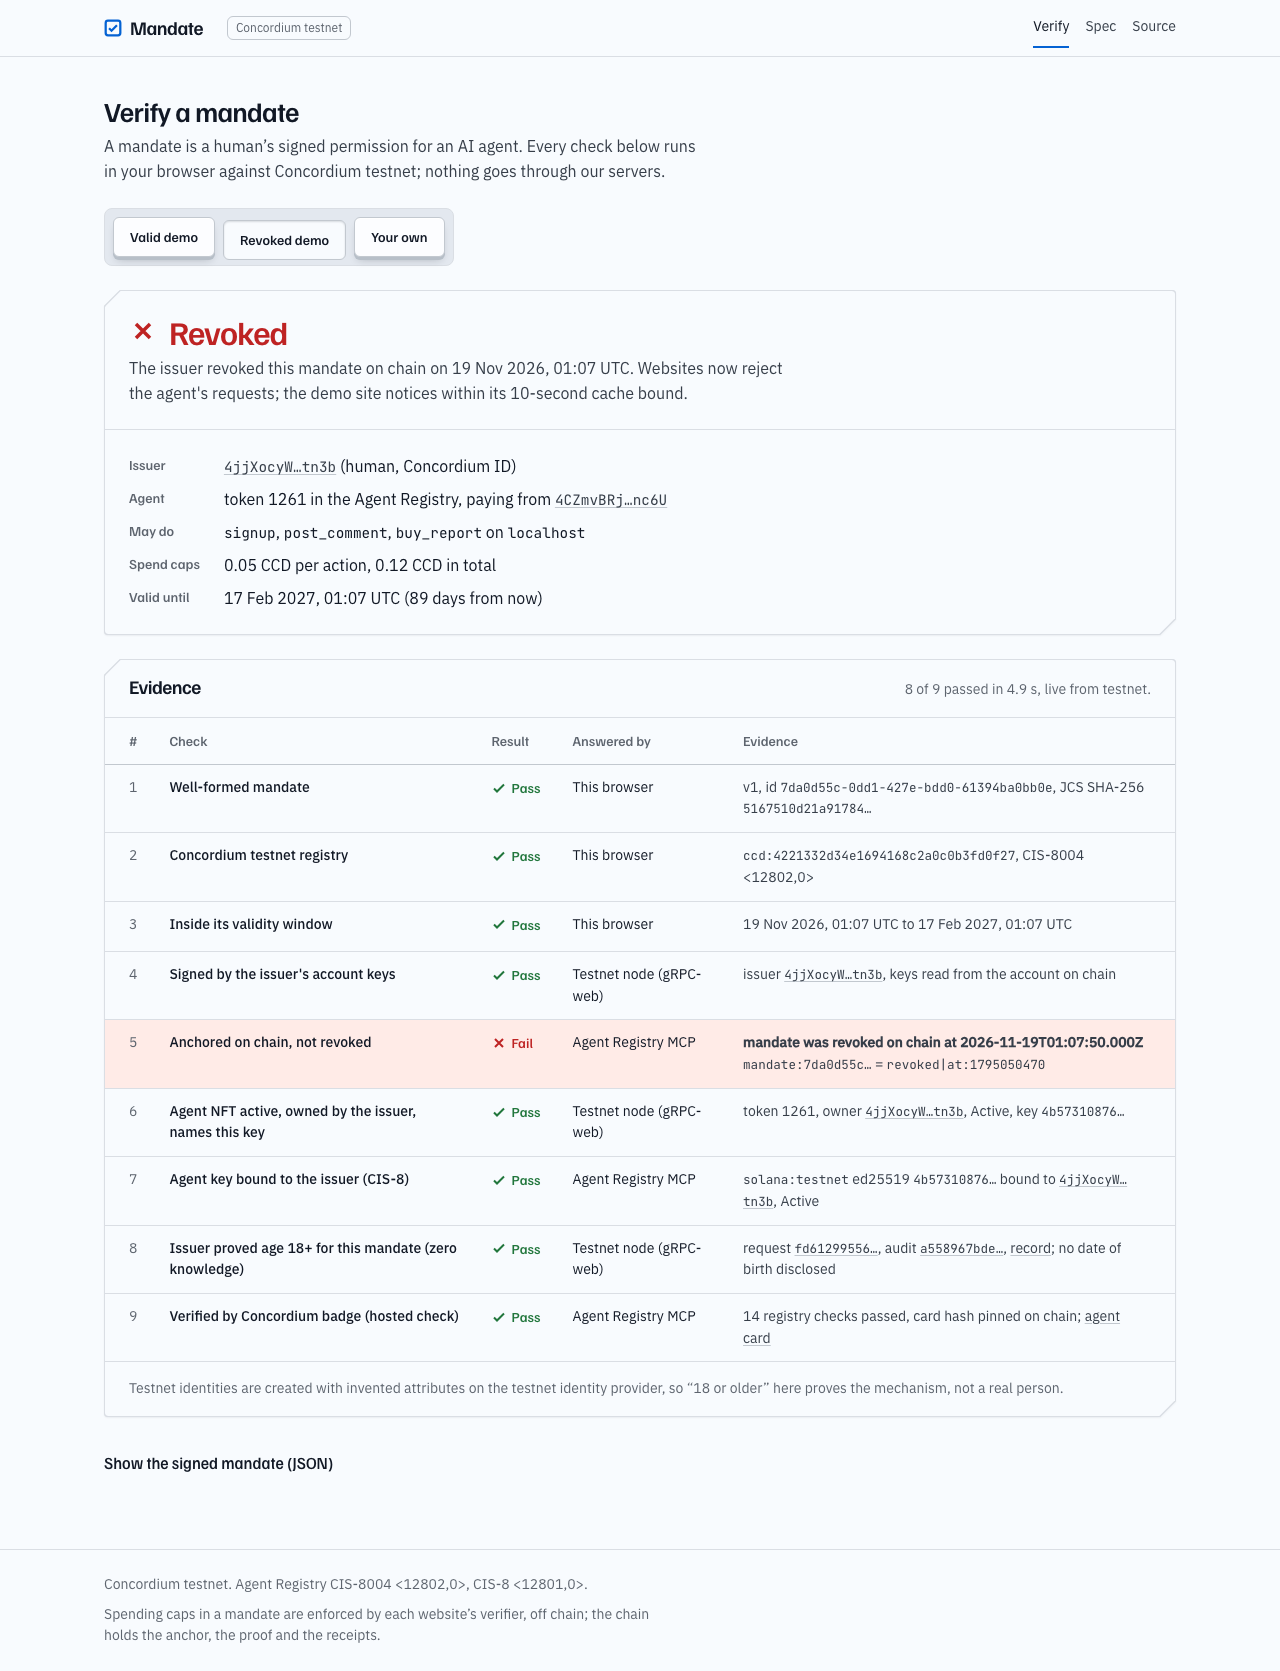 Mandate
Concordium testnet
Verify Spec Source
Verify a mandate
A mandate is a human’s signed permission for an AI agent. Every check below runs
in your browser against Concordium testnet; nothing goes through our servers.
Valid demo Revoked demo Your own
Revoked
The issuer revoked this mandate on chain on 19 Nov 2026, 01:07 UTC. Websites now reject
the agent's requests; the demo site notices within its 10-second cache bound.
Issuer 4jjXocyW…tn3b (human, Concordium ID)
Agent token 1261 in the Agent Registry, paying from 4CZmvBRj…nc6U
May do signup, post_comment, buy_report on localhost
Spend caps 0.05 CCD per action, 0.12 CCD in total
Valid until 17 Feb 2027, 01:07 UTC (89 days from now)
Evidence 8 of 9 passed in 4.9 s, live from testnet.
# Check Result Answered by Evidence
1 Well-formed mandate Pass This browser v1, id 7da0d55c-0dd1-427e-bdd0-61394ba0bb0e, JCS SHA-256
5167510d21a91784…
2 Concordium testnet registry Pass This browser ccd:4221332d34e1694168c2a0c0b3fd0f27, CIS-8004
<12802,0>
3 Inside its validity window Pass This browser 19 Nov 2026, 01:07 UTC to 17 Feb 2027, 01:07 UTC
4 Signed by the issuer's account keys Pass Testnet node (gRPC- issuer 4jjXocyW…tn3b, keys read from the account on chain
web)
5 Anchored on chain, not revoked Fail Agent Registry MCP mandate was revoked on chain at 2026-11-19T01:07:50.000Z
mandate:7da0d55c… = revoked|at:1795050470
6 Agent NFT active, owned by the issuer, Pass Testnet node (gRPC- token 1261, owner 4jjXocyW…tn3b, Active, key 4b57310876…
names this key web)
7 Agent key bound to the issuer (CIS-8) Pass Agent Registry MCP solana:testnet ed25519 4b57310876… bound to 4jjXocyW…
tn3b, Active
8 Issuer proved age 18+ for this mandate (zero Pass Testnet node (gRPC- request fd61299556…, audit a558967bde…, record; no date of
knowledge) web) birth disclosed
9 Verified by Concordium badge (hosted check) Pass Agent Registry MCP 14 registry checks passed, card hash pinned on chain; agent
card
Testnet identities are created with invented attributes on the testnet identity provider, so “18 or older” here proves the mechanism, not a real person.
Show the signed mandate (JSON)
Concordium testnet. Agent Registry CIS-8004 <12802,0>, CIS-8 <12801,0>.
Spending caps in a mandate are enforced by each website’s verifier, off chain; the chain
holds the anchor, the proof and the receipts.